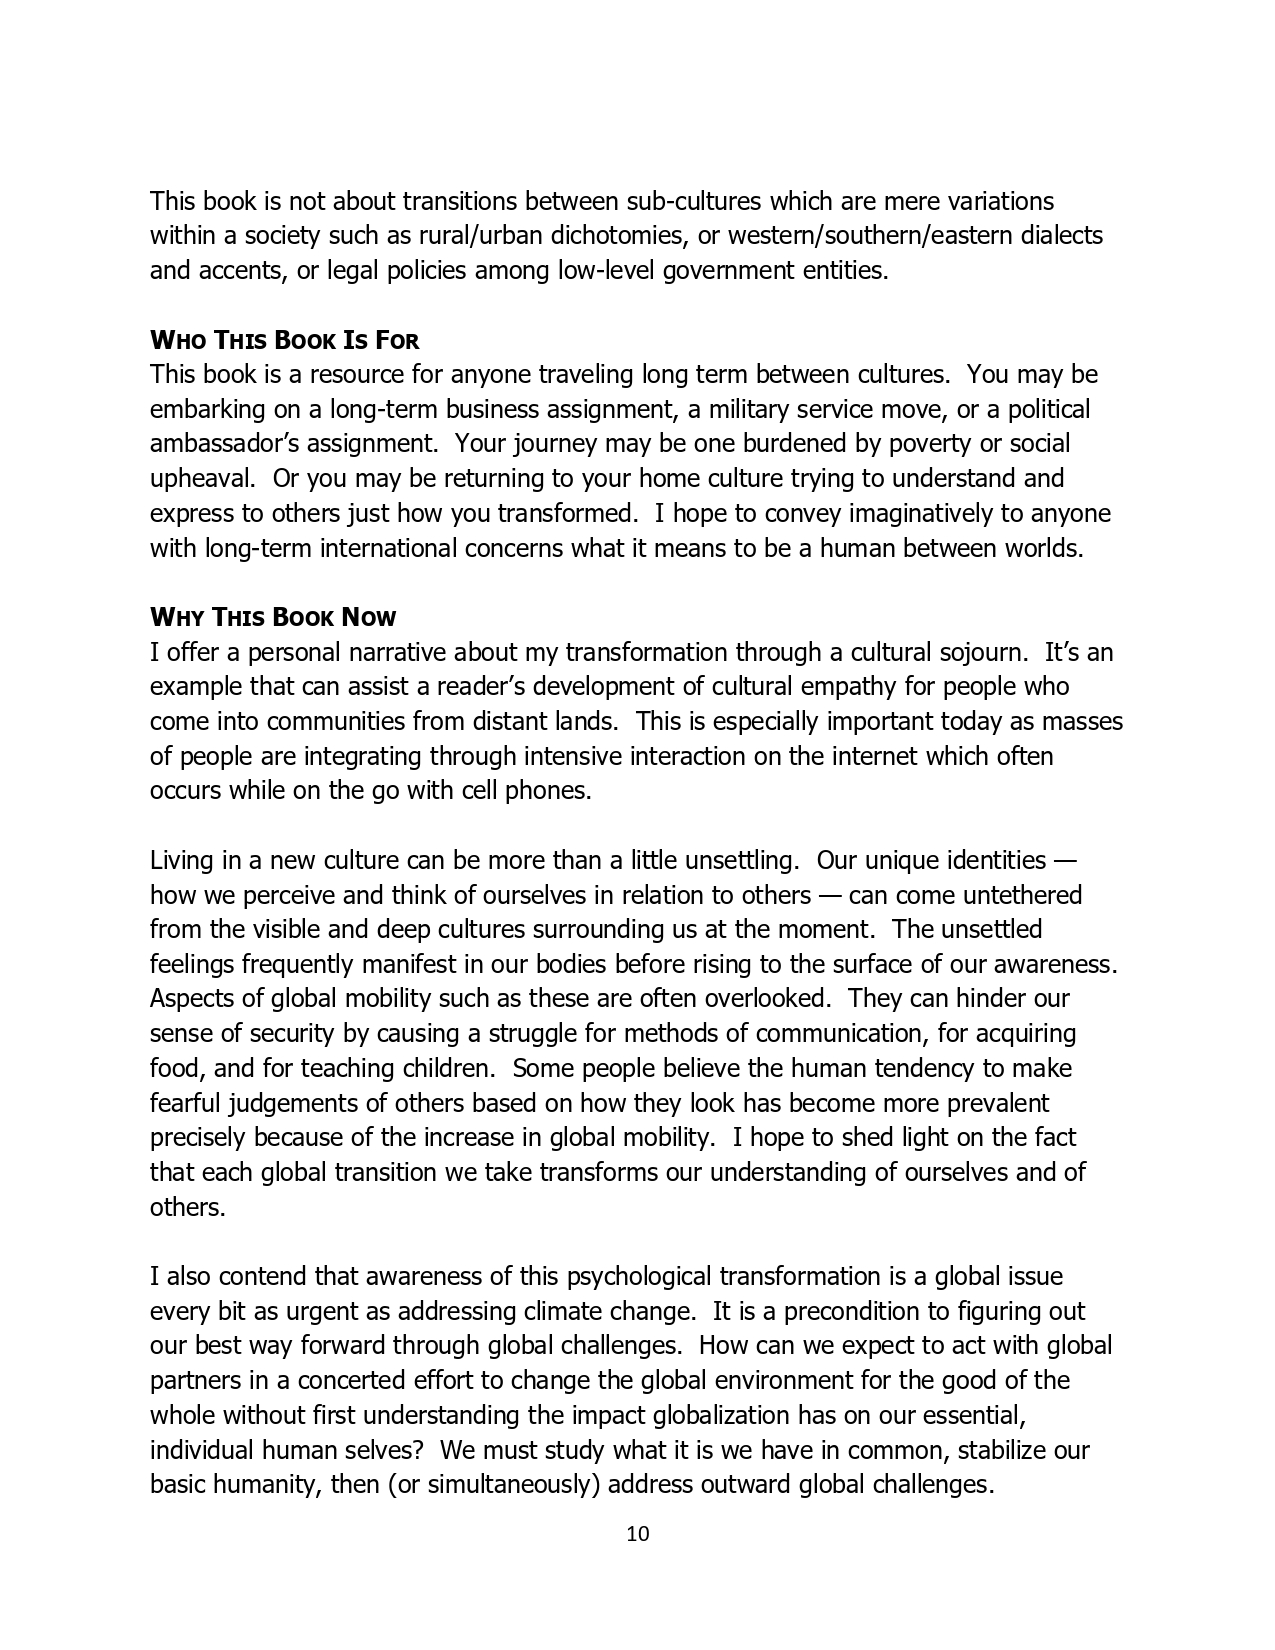 This book is not about transitions between sub-cultures which are mere variations
within a society such as rural/urban dichotomies, or western/southern/eastern dialects
and accents, or legal policies among low-level government entities.
WHO THIS BOOK IS FOR
This book is a resource for anyone traveling long term between cultures.  You may be
embarking on a long-term business assignment, a military service move, or a political
ambassador’s assignment.  Your journey may be one burdened by poverty or social
upheaval.  Or you may be returning to your home culture trying to understand and
express to others just how you transformed.  I hope to convey imaginatively to anyone
with long-term international concerns what it means to be a human between worlds.
WHY THIS BOOK NOW
I offer a personal narrative about my transformation through a cultural sojourn.  It’s an
example that can assist a reader’s development of cultural empathy for people who
come into communities from distant lands.  This is especially important today as masses
of people are integrating through intensive interaction on the internet which often
occurs while on the go with cell phones.
Living in a new culture can be more than a little unsettling.  Our unique identities —
how we perceive and think of ourselves in relation to others — can come untethered
from the visible and deep cultures surrounding us at the moment.  The unsettled
feelings frequently manifest in our bodies before rising to the surface of our awareness.
Aspects of global mobility such as these are often overlooked.  They can hinder our
sense of security by causing a struggle for methods of communication, for acquiring
food, and for teaching children.  Some people believe the human tendency to make
fearful judgements of others based on how they look has become more prevalent
precisely because of the increase in global mobility.  I hope to shed light on the fact
that each global transition we take transforms our understanding of ourselves and of
others.
I also contend that awareness of this psychological transformation is a global issue
every bit as urgent as addressing climate change.  It is a precondition to figuring out
our best way forward through global challenges.  How can we expect to act with global
partners in a concerted effort to change the global environment for the good of the
whole without first understanding the impact globalization has on our essential,
individual human selves?  We must study what it is we have in common, stabilize our
basic humanity, then (or simultaneously) address outward global challenges.
10